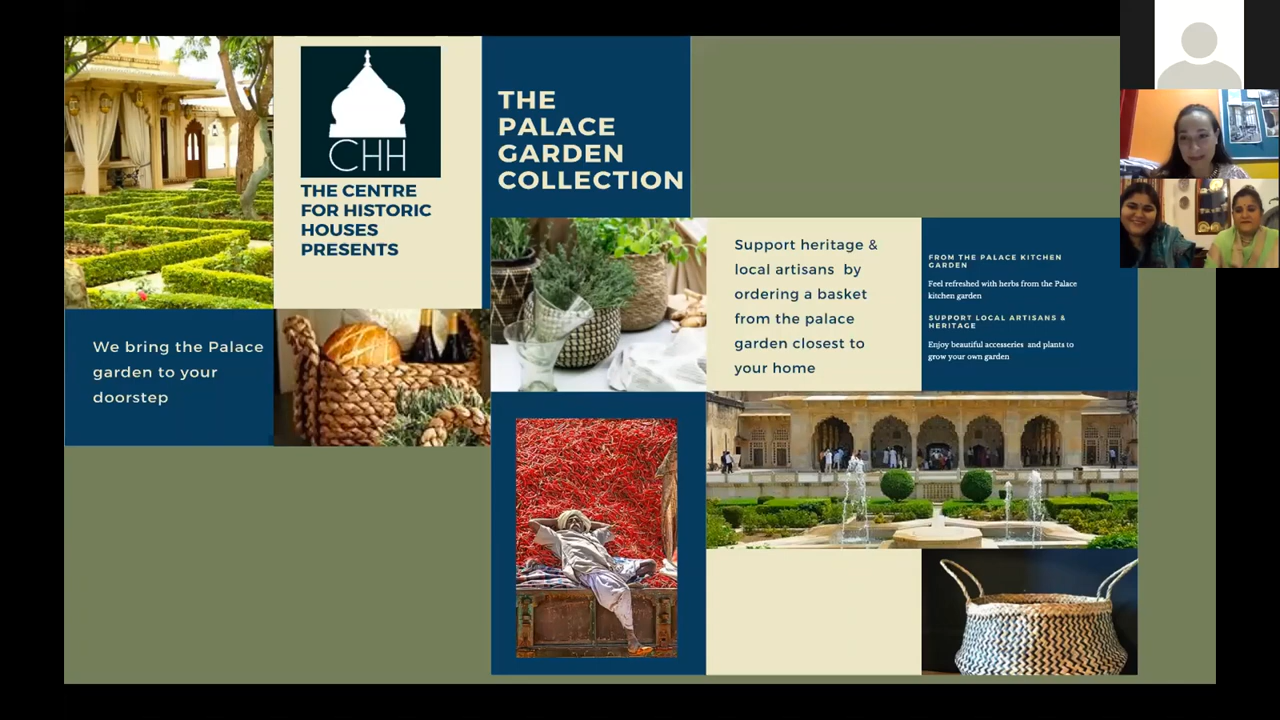 CHH
THE CENTRE
FOR HISTORIC
HOUSES
PRESENTS
THE
PALACE
GARDEN
COLLECTION
We bring the Palace
garden to your
doorstep
Support heritage &
local artisans by
ordering a basket
from the palace
garden closest to
your home
FROM THE PALACE KITCHEN
GARDEN
Feel refreshed with herbs from the Palace
kitchen garden
SUPPORT LOCAL ARTISANS &
HERITAGE
Enjoy beautiful accesseries and plants to
grow your own garden